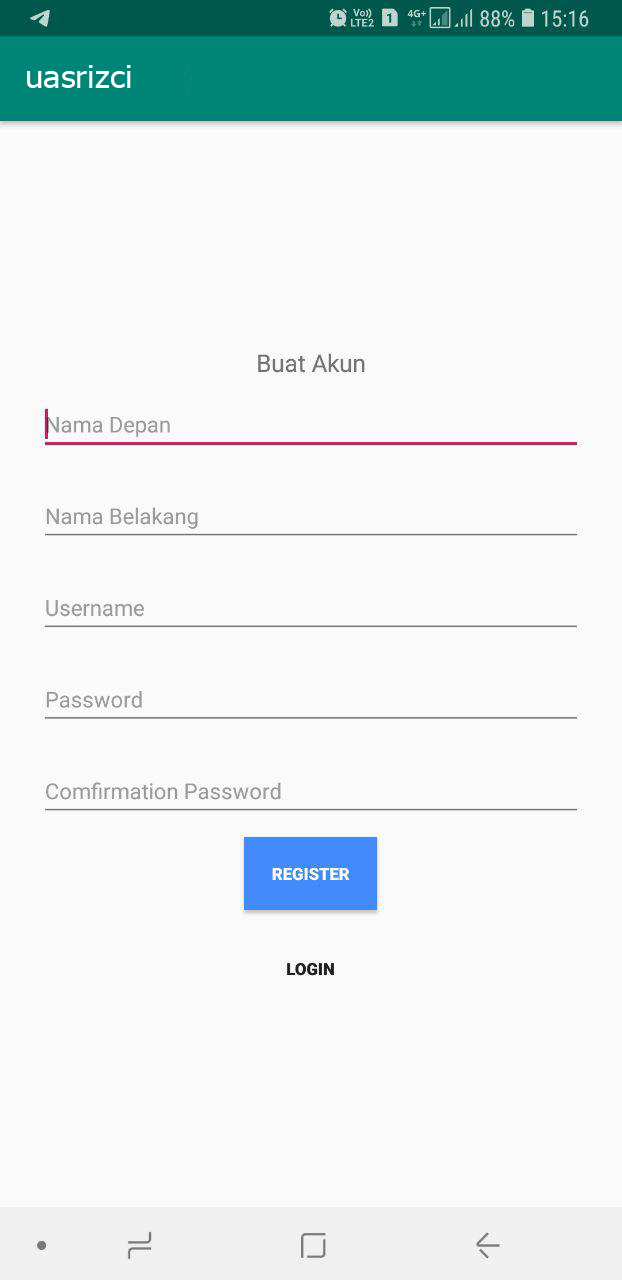 Vo)) LTE2 1 4G+ 88% 15:16
uasrizci
Buat Akun
Nama Depan
Nama Belakang
Username
Password
Comfirmation Password
REGISTER
LOGIN